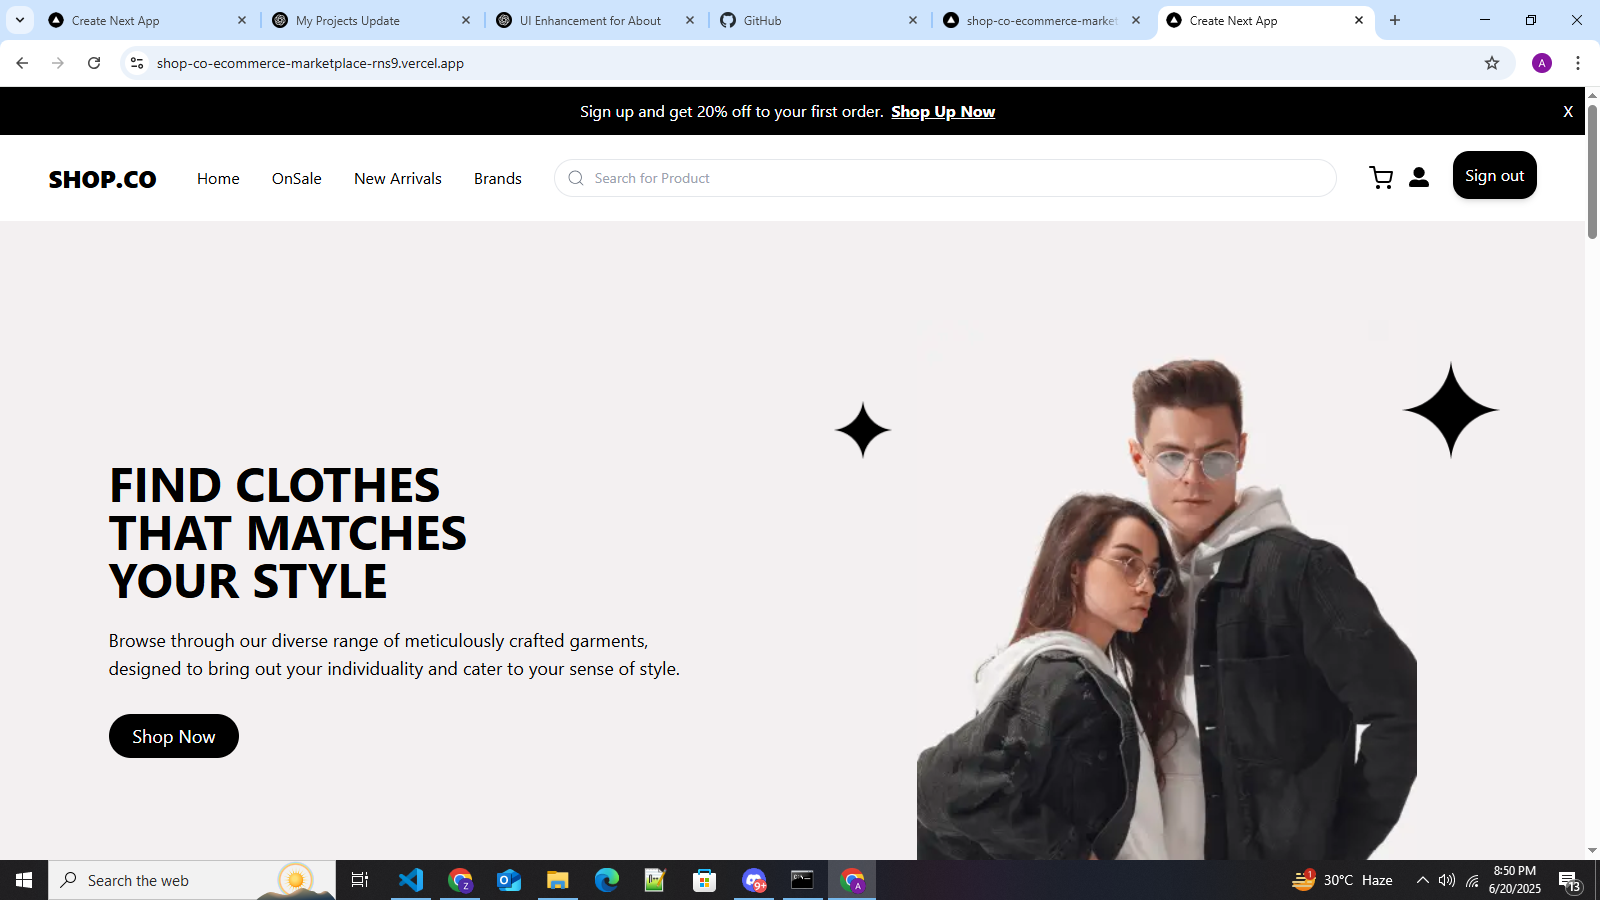 Create Next App
My Projects Update
UI Enhancement for About
GitHub
shop-co-ecommerce-market
Create Next App
shop-co-ecommerce-marketplace-rns9.vercel.app
A
Sign up and get 20% off to your first order. Shop Up Now
X
SHOP.CO
Home
OnSale
New Arrivals
Brands
Search for Product
Sign out
FIND CLOTHES
THAT MATCHES
YOUR STYLE
Browse through our diverse range of meticulously crafted garments,
designed to bring out your individuality and cater to your sense of style.
Shop Now
Search the web
Z
9+
A
1
30°C Haze
8:50 PM
6/20/2025
13